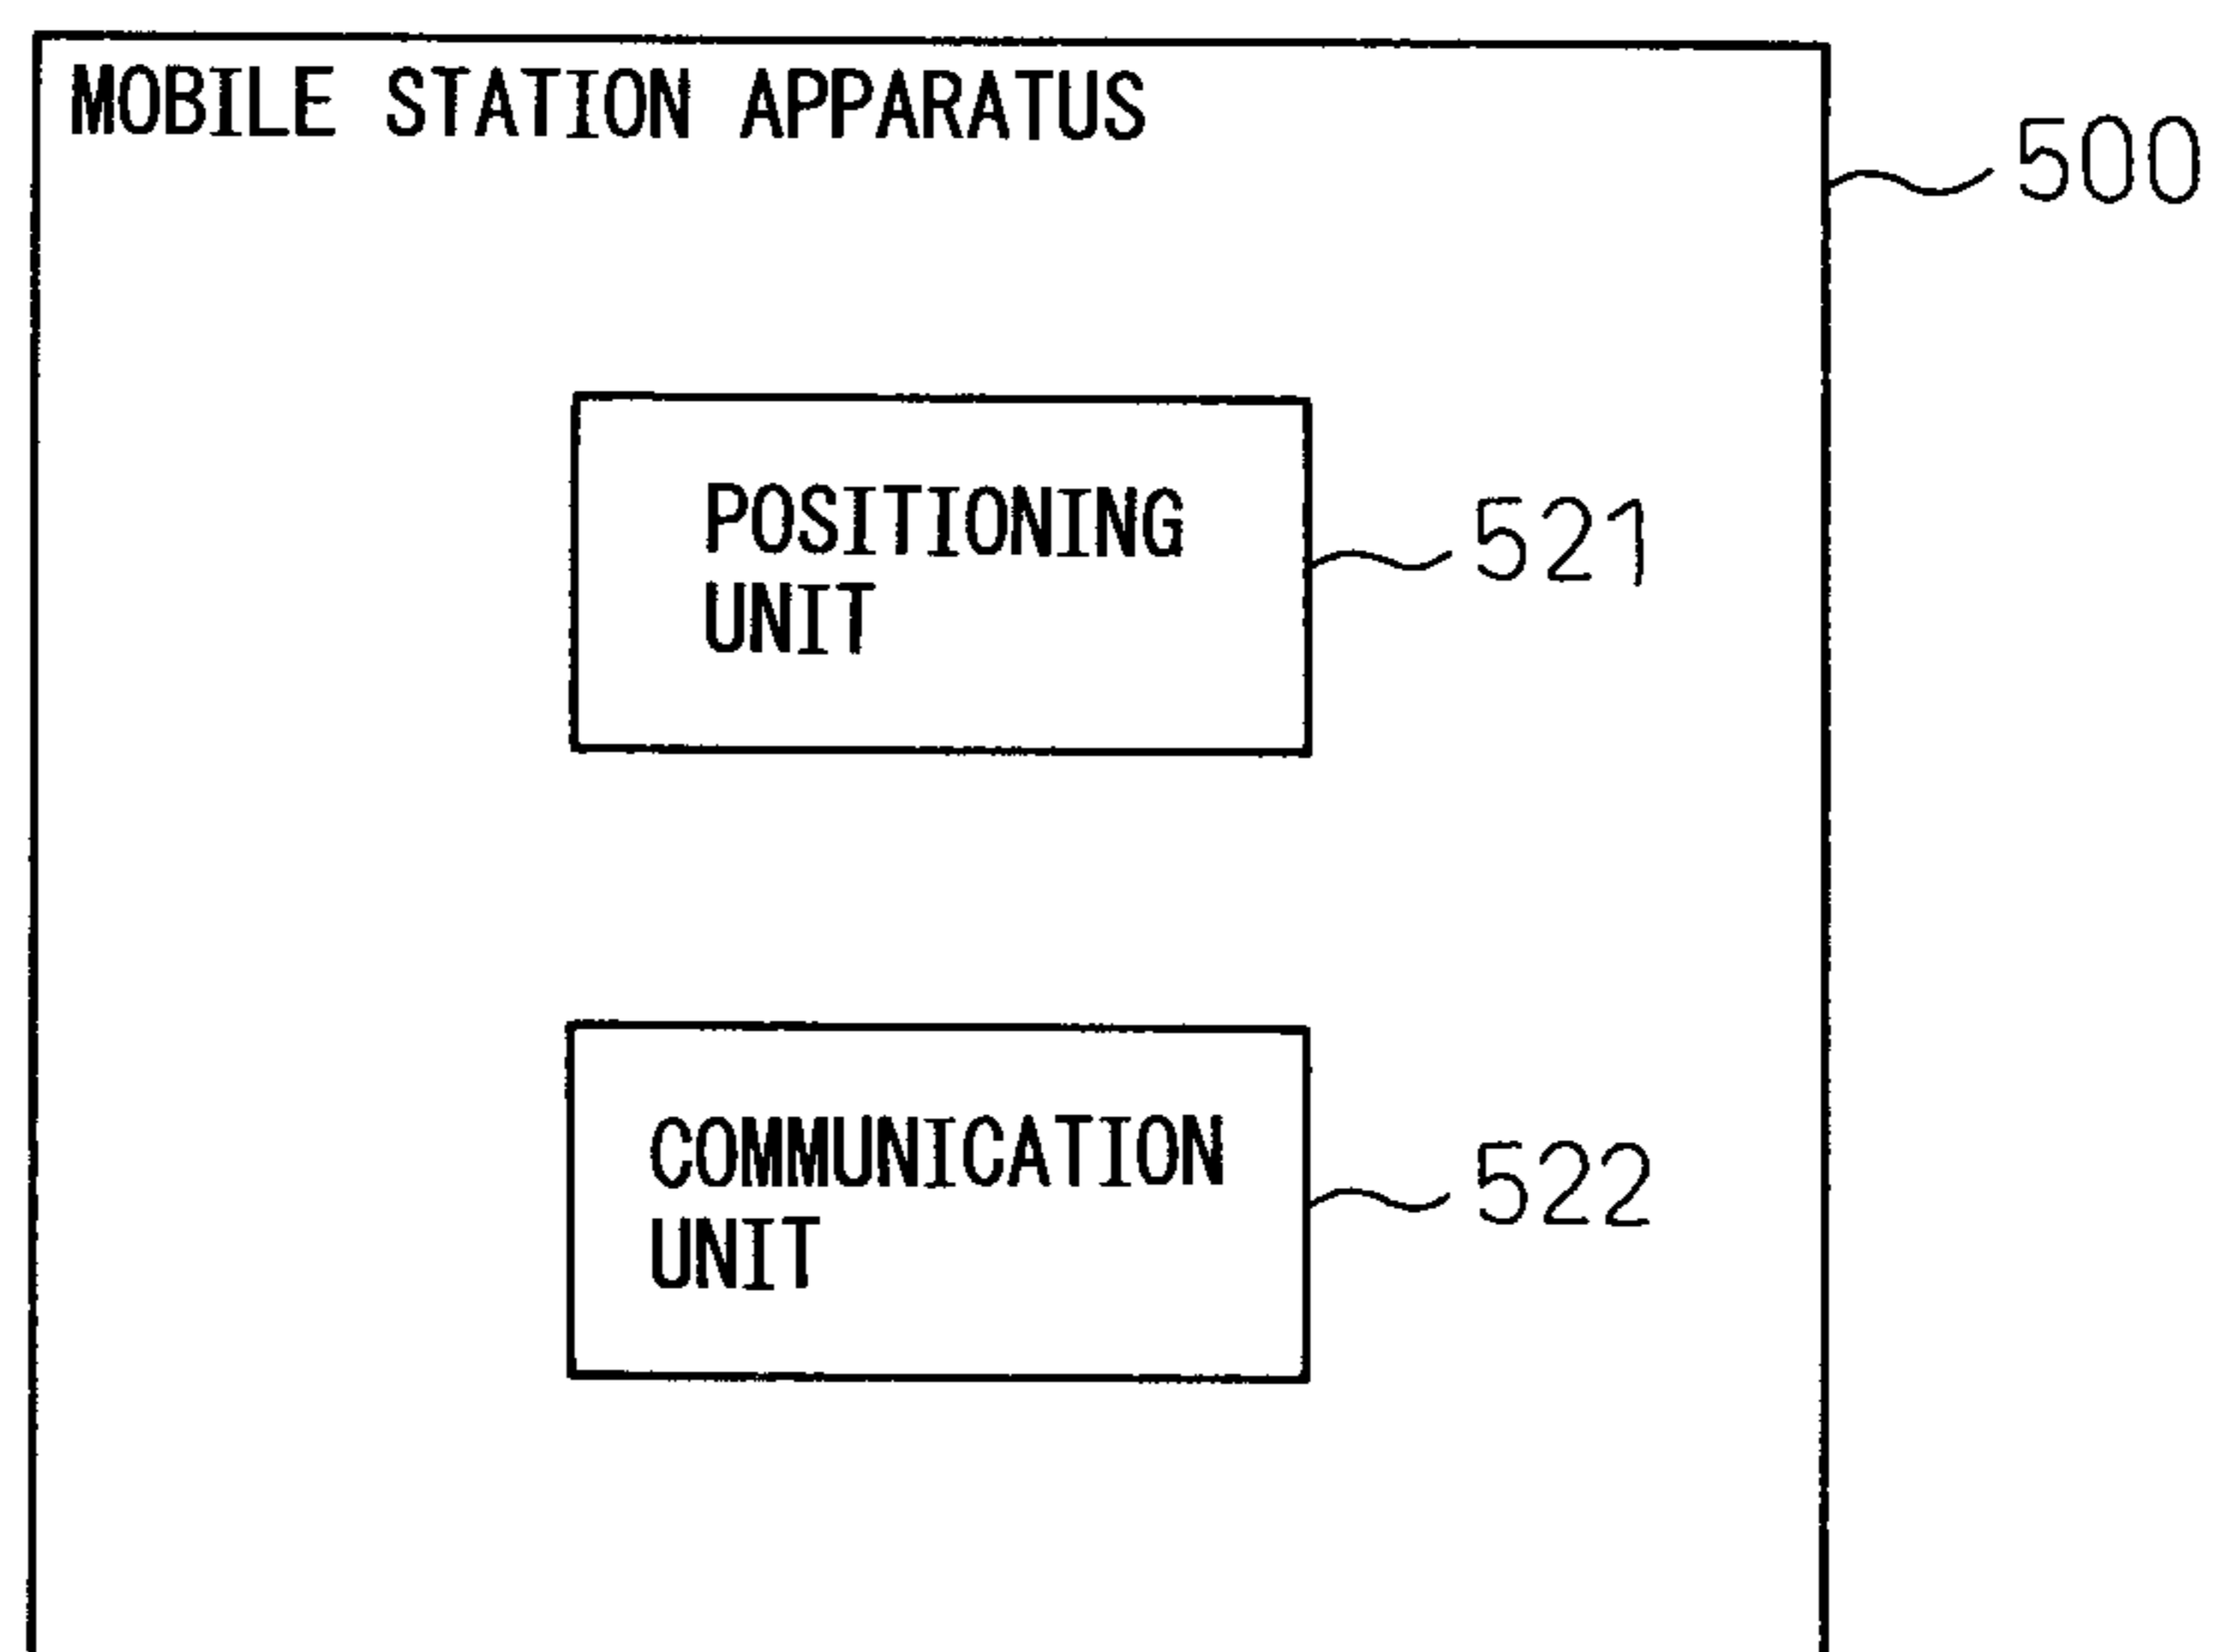 MOBILE STATION APPARATUS
500
POSITIONING
UNIT
521
COMMUNICATION
UNIT
522